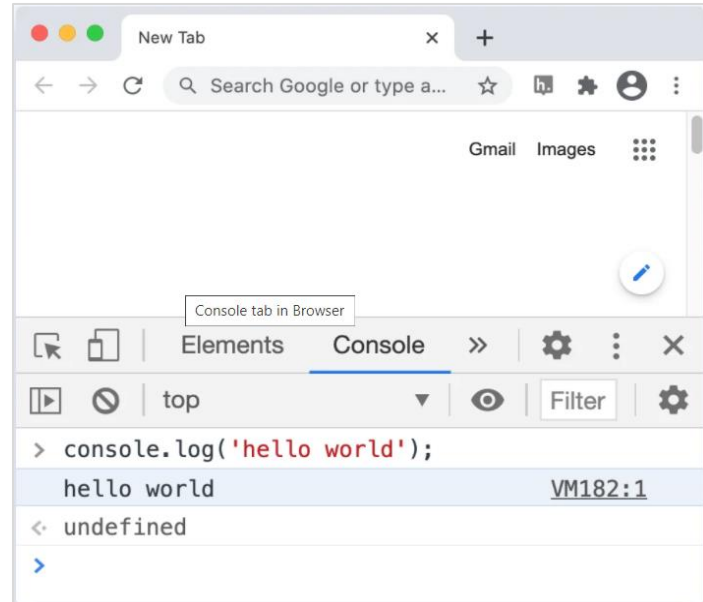 New Tab
Search Google or type a...
h.
Gmail Images
Console tab in Browser
Elements Console
top Filter
> console.log('hello world');
hello world VM182:1
undefined
>